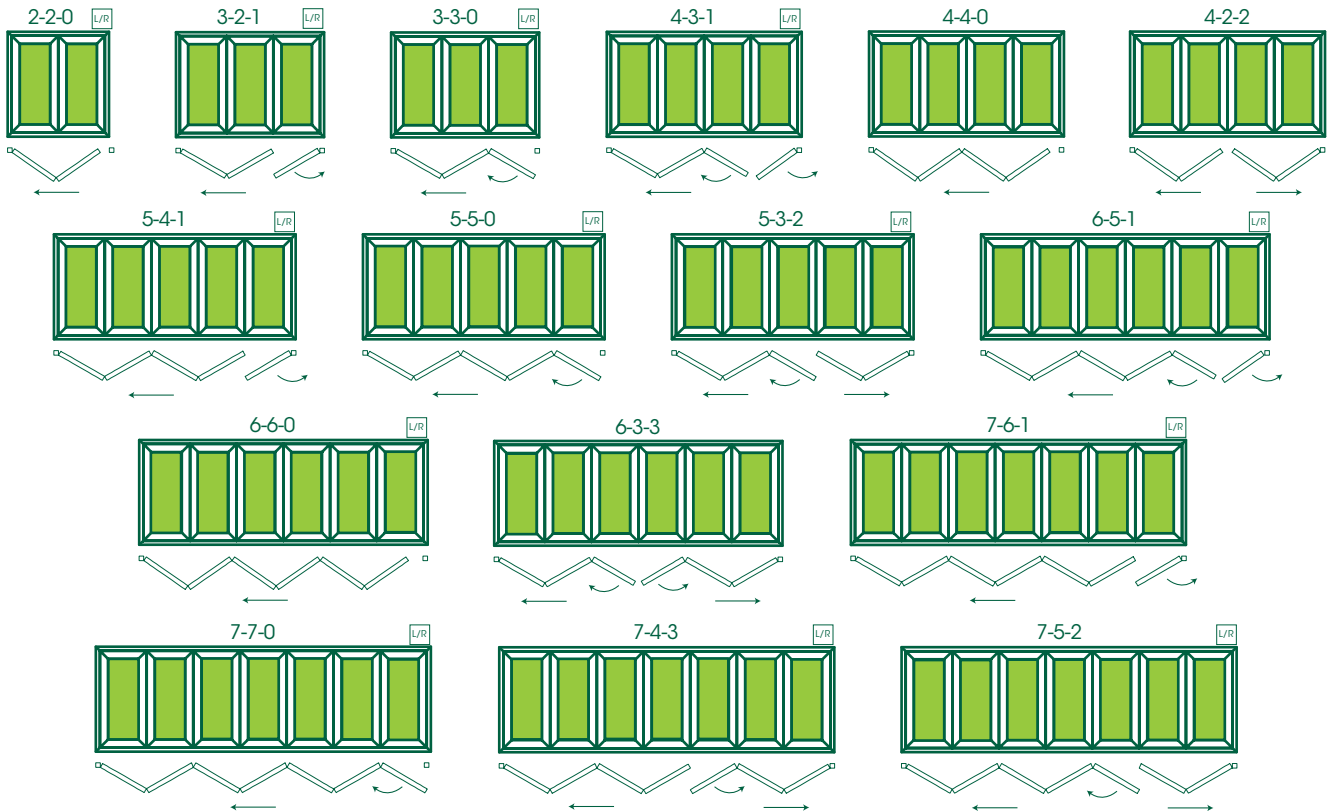 2-2-0 L/R
3-2-1 L/R
3-3-0 L/R
4-3-1 L/R
4-4-0
4-2-2
5-4-1 L/R
5-5-0 L/R
5-3-2 L/R
6-5-1 L/R
6-6-0 L/R
6-3-3
7-6-1 L/R
7-7-0 L/R
7-4-3 L/R
7-5-2 L/R